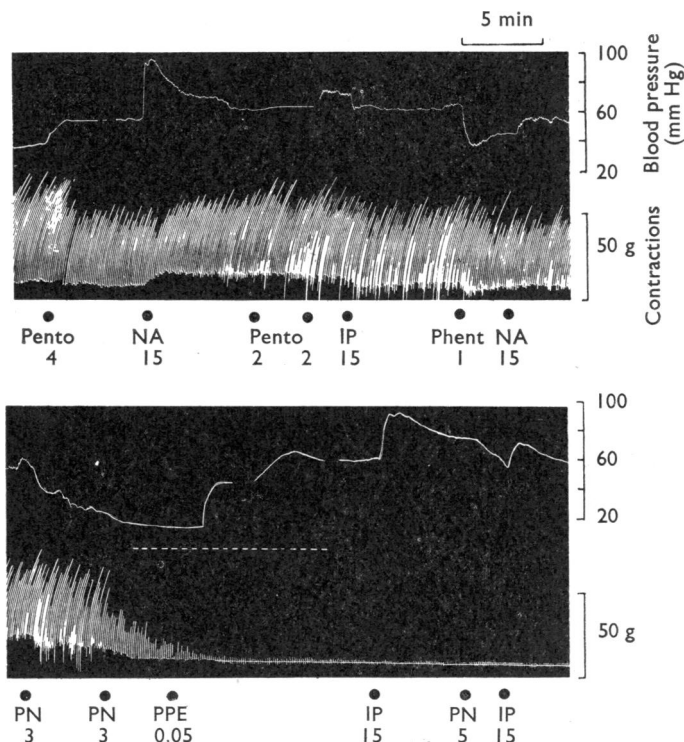 5 min
100
60
20
Blood pressure
(mm Hg)
50 g
Contractions
Pento NA Pento IP Phent NA
4 15 2 2 15 1 15
100
60
20
50 g
PN PN PPE IP PN IP
3 3 0.05 15 5 15